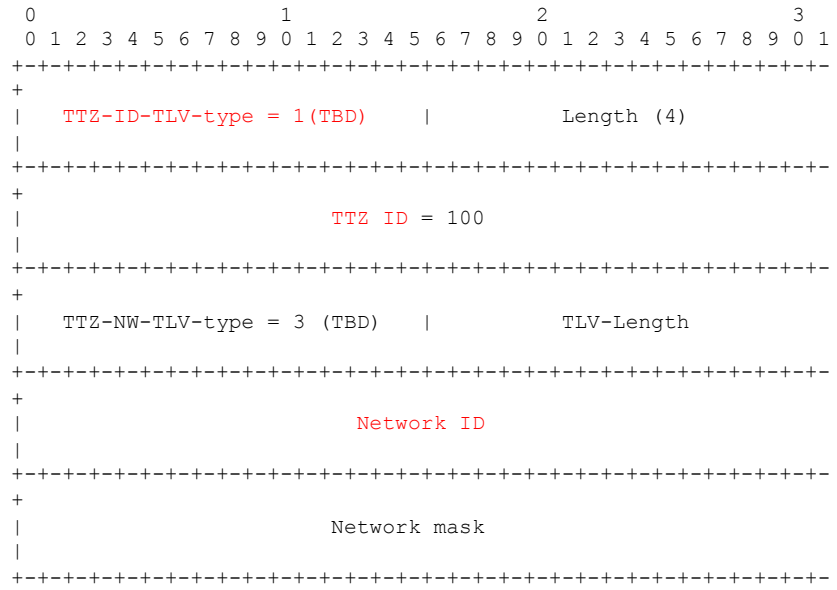 0                   1                   2                   3
0 1 2 3 4 5 6 7 8 9 0 1 2 3 4 5 6 7 8 9 0 1 2 3 4 5 6 7 8 9 0 1
+-+-+-+-+-+-+-+-+-+-+-+-+-+-+-+-+-+-+-+-+-+-+-+-+-+-+-+-+-+-+-+-
+
|   TTZ-ID-TLV-type = 1(TBD)    |          Length (4)
|
+-+-+-+-+-+-+-+-+-+-+-+-+-+-+-+-+-+-+-+-+-+-+-+-+-+-+-+-+-+-+-+-
+
|                        TTZ ID = 100
|
+-+-+-+-+-+-+-+-+-+-+-+-+-+-+-+-+-+-+-+-+-+-+-+-+-+-+-+-+-+-+-+-
+
|   TTZ-NW-TLV-type = 3 (TBD)   |          TLV-Length
|
+-+-+-+-+-+-+-+-+-+-+-+-+-+-+-+-+-+-+-+-+-+-+-+-+-+-+-+-+-+-+-+-
+
|                          Network ID
|
+-+-+-+-+-+-+-+-+-+-+-+-+-+-+-+-+-+-+-+-+-+-+-+-+-+-+-+-+-+-+-+-
+
|                        Network mask
|
+-+-+-+-+-+-+-+-+-+-+-+-+-+-+-+-+-+-+-+-+-+-+-+-+-+-+-+-+-+-+-+-